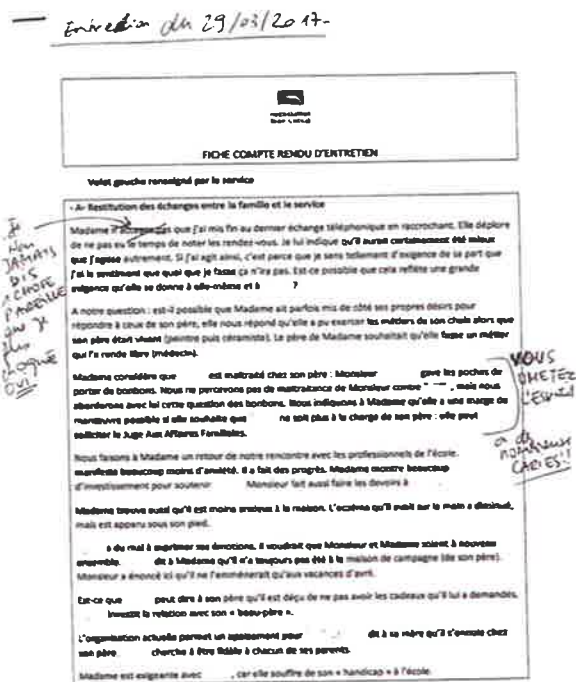 — Entretien du 29/03/2017-
FICHE COMPTE RENDU D'ENTRETIEN
Volet gauche renseigné par le service
- A- Restitution des échanges entre la famille et le service
Madame n'accepte pas que j'ai mis fin au dernier échange téléphonique en raccrochant. Elle déplore
de ne pas eu le temps de noter les rendez-vous. Je lui indique qu'il aurait certainement été mieux
que j'agisse autrement. Si j'ai agit ainsi, c'est parce que je sens tellement d'exigence de sa part que
j'ai le sentiment que quoi que je fasse ça n'ira pas. Est-ce possible que cela reflète une grande
exigence qu'elle se donne à elle-même et à ?
A notre question : est-il possible que Madame ait parfois mis de côté ses propres désirs pour
répondre à ceux de son père, elle nous répond qu'elle a pu exercer les métiers de son choix alors que
son père était vivant (peintre puis céramiste). Le père de Madame souhaitait qu'elle fasse un métier
qui l'a rende libre (médecin).
Madame considère que est maltraité chez son père : Monsieur gave les poches de
porter de bonbons. Nous ne percevons pas de maltraitance de Monsieur contre , mais nous
aborderons avec lui cette question des bonbons. Nous indiquons à Madame qu'elle a une marge de
manœuvre possible si elle souhaite que ne soit plus à la charge de son père : elle peut
solliciter le Juge Aux Affaires Familiales.
Nous faisons à Madame un retour de notre rencontre avec les professionnels de l'école.
manifeste beaucoup moins d'anxiété. Il a fait des progrès. Madame montre beaucoup
d'investissement pour soutenir Monsieur fait aussi faire les devoirs à
Madame trouve aussi qu'il est moins anxieux à la maison. L'eczéma qu'il avait sur la main a diminué,
mais est apparu sous son pied.
a du mal à exprimer ses émotions. Il voudrait que Monsieur et Madame soient à nouveau
ensemble. dit à Madame qu'il n'a toujours pas été à la maison de campagne (de son père).
Monsieur a énoncé ici qu'il ne l'emmènerait qu'aux vacances d'avril.
Est-ce que peut dire à son père qu'il est déçu de ne pas avoir les cadeaux qu'il lui a demandés.
investit la relation avec son « beau-père ».
L'organisation actuelle permet un apaisement pour dit à sa mère qu'il s'ennuie chez
son père. cherche à être fidèle à chacun de ses parents.
Madame est exigeante avec , car elle souffre de son « handicap » à l'école.
JAMAIS
DIS
OUI
VOUS
OMETEZ
a de
nombreuse
CARIES!!